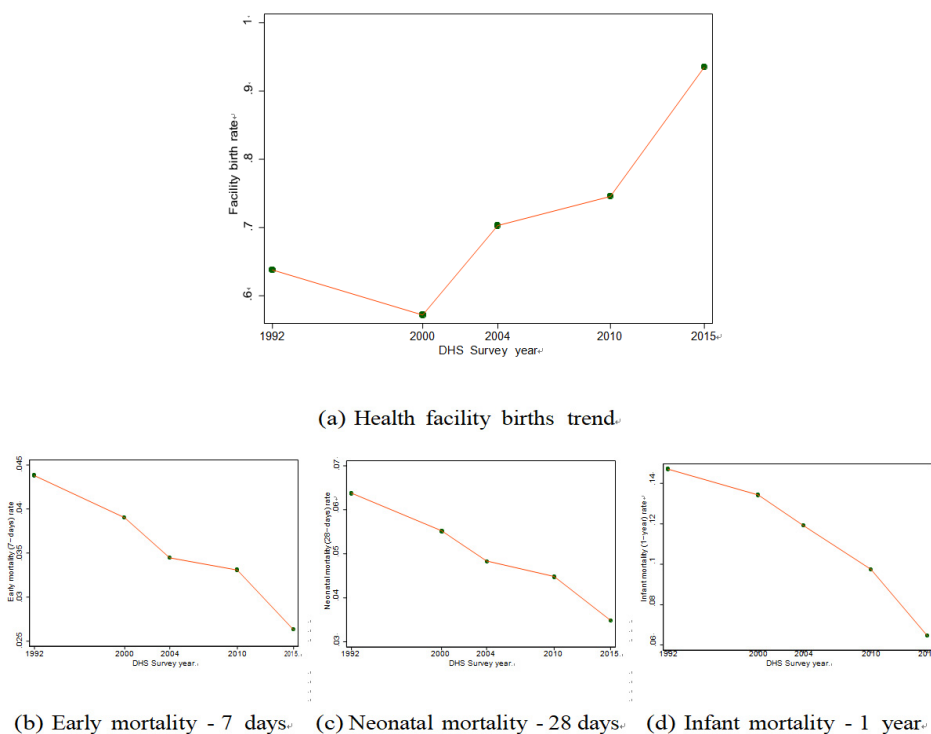 1
.9
.8
.7
.6
Facility birth rate
1992 2000 2004 2010 2015
DHS Survey year
(a) Health facility births trend
.045
.04
.035
.03
.025
Early mortality (7-days) rate
1992 2000 2004 2010 2015
DHS Survey year
.07
.06
.05
.04
.03
Neonatal mortality (28-days) rate
1992 2000 2004 2010 2015
DHS Survey year
.14
.12
.1
.08
.06
Infant mortality (1-year) rate
1992 2000 2004 2010 201
DHS Survey year
(b) Early mortality - 7 days (c) Neonatal mortality - 28 days (d) Infant mortality - 1 year